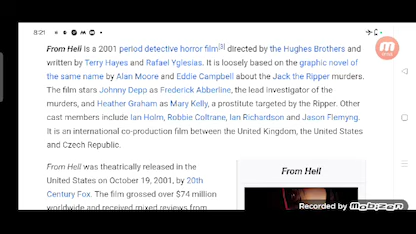 8:21
From Hell is a 2001 period detective horror film[3] directed by the Hughes Brothers and
written by Terry Hayes and Rafael Yglesias. It is loosely based on the graphic novel of
the same name by Alan Moore and Eddie Campbell about the Jack the Ripper murders.
The film stars Johnny Depp as Frederick Abberline, the lead investigator of the
murders, and Heather Graham as Mary Kelly, a prostitute targeted by the Ripper. Other
cast members include Ian Holm, Robbie Coltrane, Ian Richardson and Jason Flemyng.
It is an international co-production film between the United Kingdom, the United States
and Czech Republic.
From Hell was theatrically released in the
United States on October 19, 2001, by 20th
Century Fox. The film grossed over $74 million
worldwide and received mixed reviews from
From Hell
Recorded by mobizen